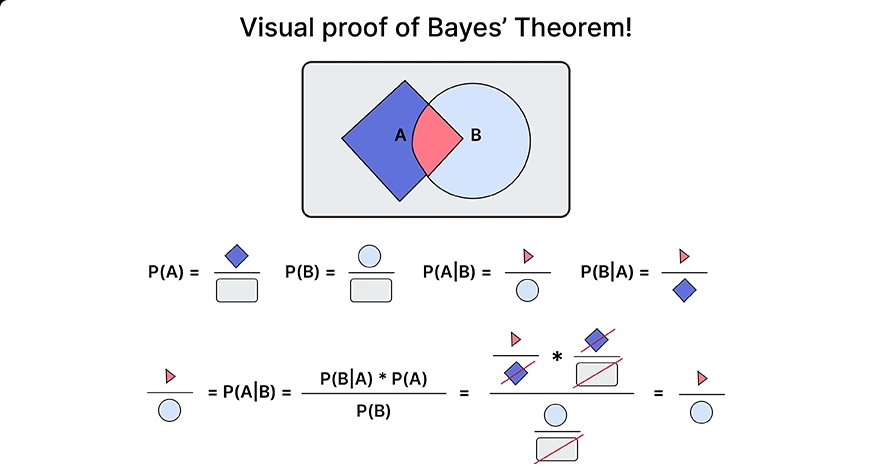 Visual proof of Bayes’ Theorem!
A B
P(A) = P(B) = P(A|B) = P(B|A) =
= P(A|B) = P(B|A) * P(A) = * =
P(B)